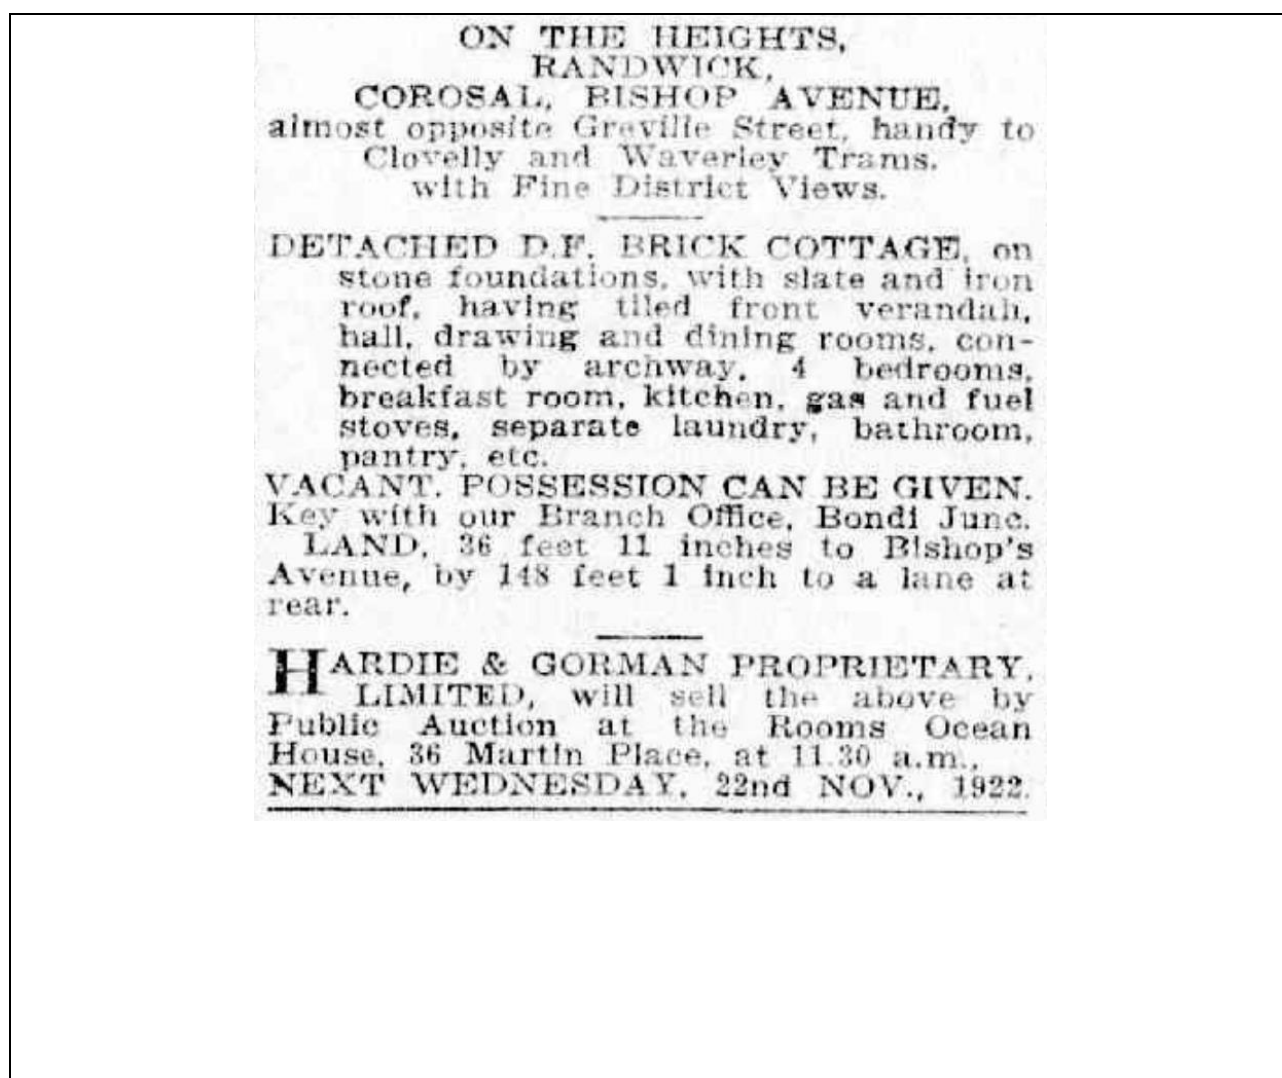 ON THE HEIGHTS,
RANDWICK,
COROSAL, BISHOP AVENUE,
almost opposite Greville Street, handy to
Clovelly and Waverley Trams,
with Fine District Views.
DETACHED D.F. BRICK COTTAGE, on
stone foundations, with slate and iron
roof, having tiled front verandah,
hall, drawing and dining rooms, con-
nected by archway, 4 bedrooms,
breakfast room, kitchen, gas and fuel
stoves, separate laundry, bathroom,
pantry, etc.
VACANT. POSSESSION CAN BE GIVEN.
Key with our Branch Office, Bondi Junc.
LAND, 36 feet 11 inches to Bishop's
Avenue, by 148 feet 1 inch to a lane at
rear.
HARDIE & GORMAN PROPRIETARY,
LIMITED, will sell the above by
Public Auction at the Rooms Ocean
House, 36 Martin Place, at 11.30 a.m.,
NEXT WEDNESDAY, 22nd NOV., 1922.